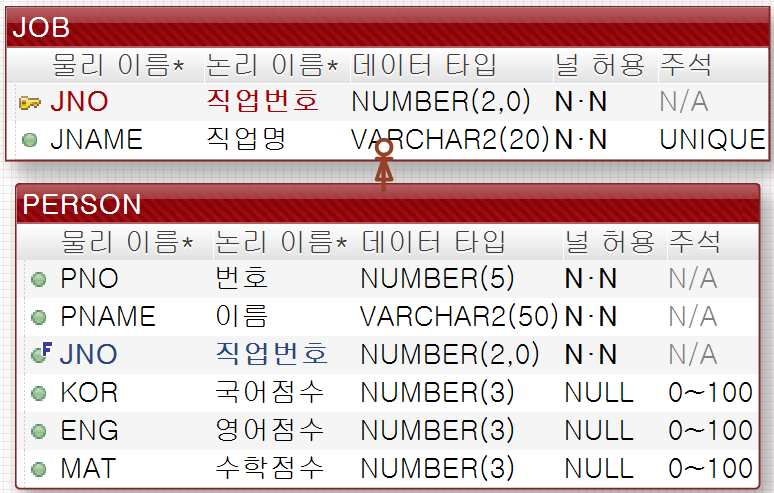 JOB
물리 이름* 논리 이름* 데이터 타입 널 허용 주석
JNO 직업번호 NUMBER(2,0) N·N N/A
JNAME 직업명 VARCHAR2(20) N·N UNIQUE
PERSON
물리 이름* 논리 이름* 데이터 타입 널 허용 주석
PNO 번호 NUMBER(5) N·N N/A
PNAME 이름 VARCHAR2(50) N·N N/A
F JNO 직업번호 NUMBER(2,0) N·N N/A
KOR 국어점수 NUMBER(3) NULL 0~100
ENG 영어점수 NUMBER(3) NULL 0~100
MAT 수학점수 NUMBER(3) NULL 0~100